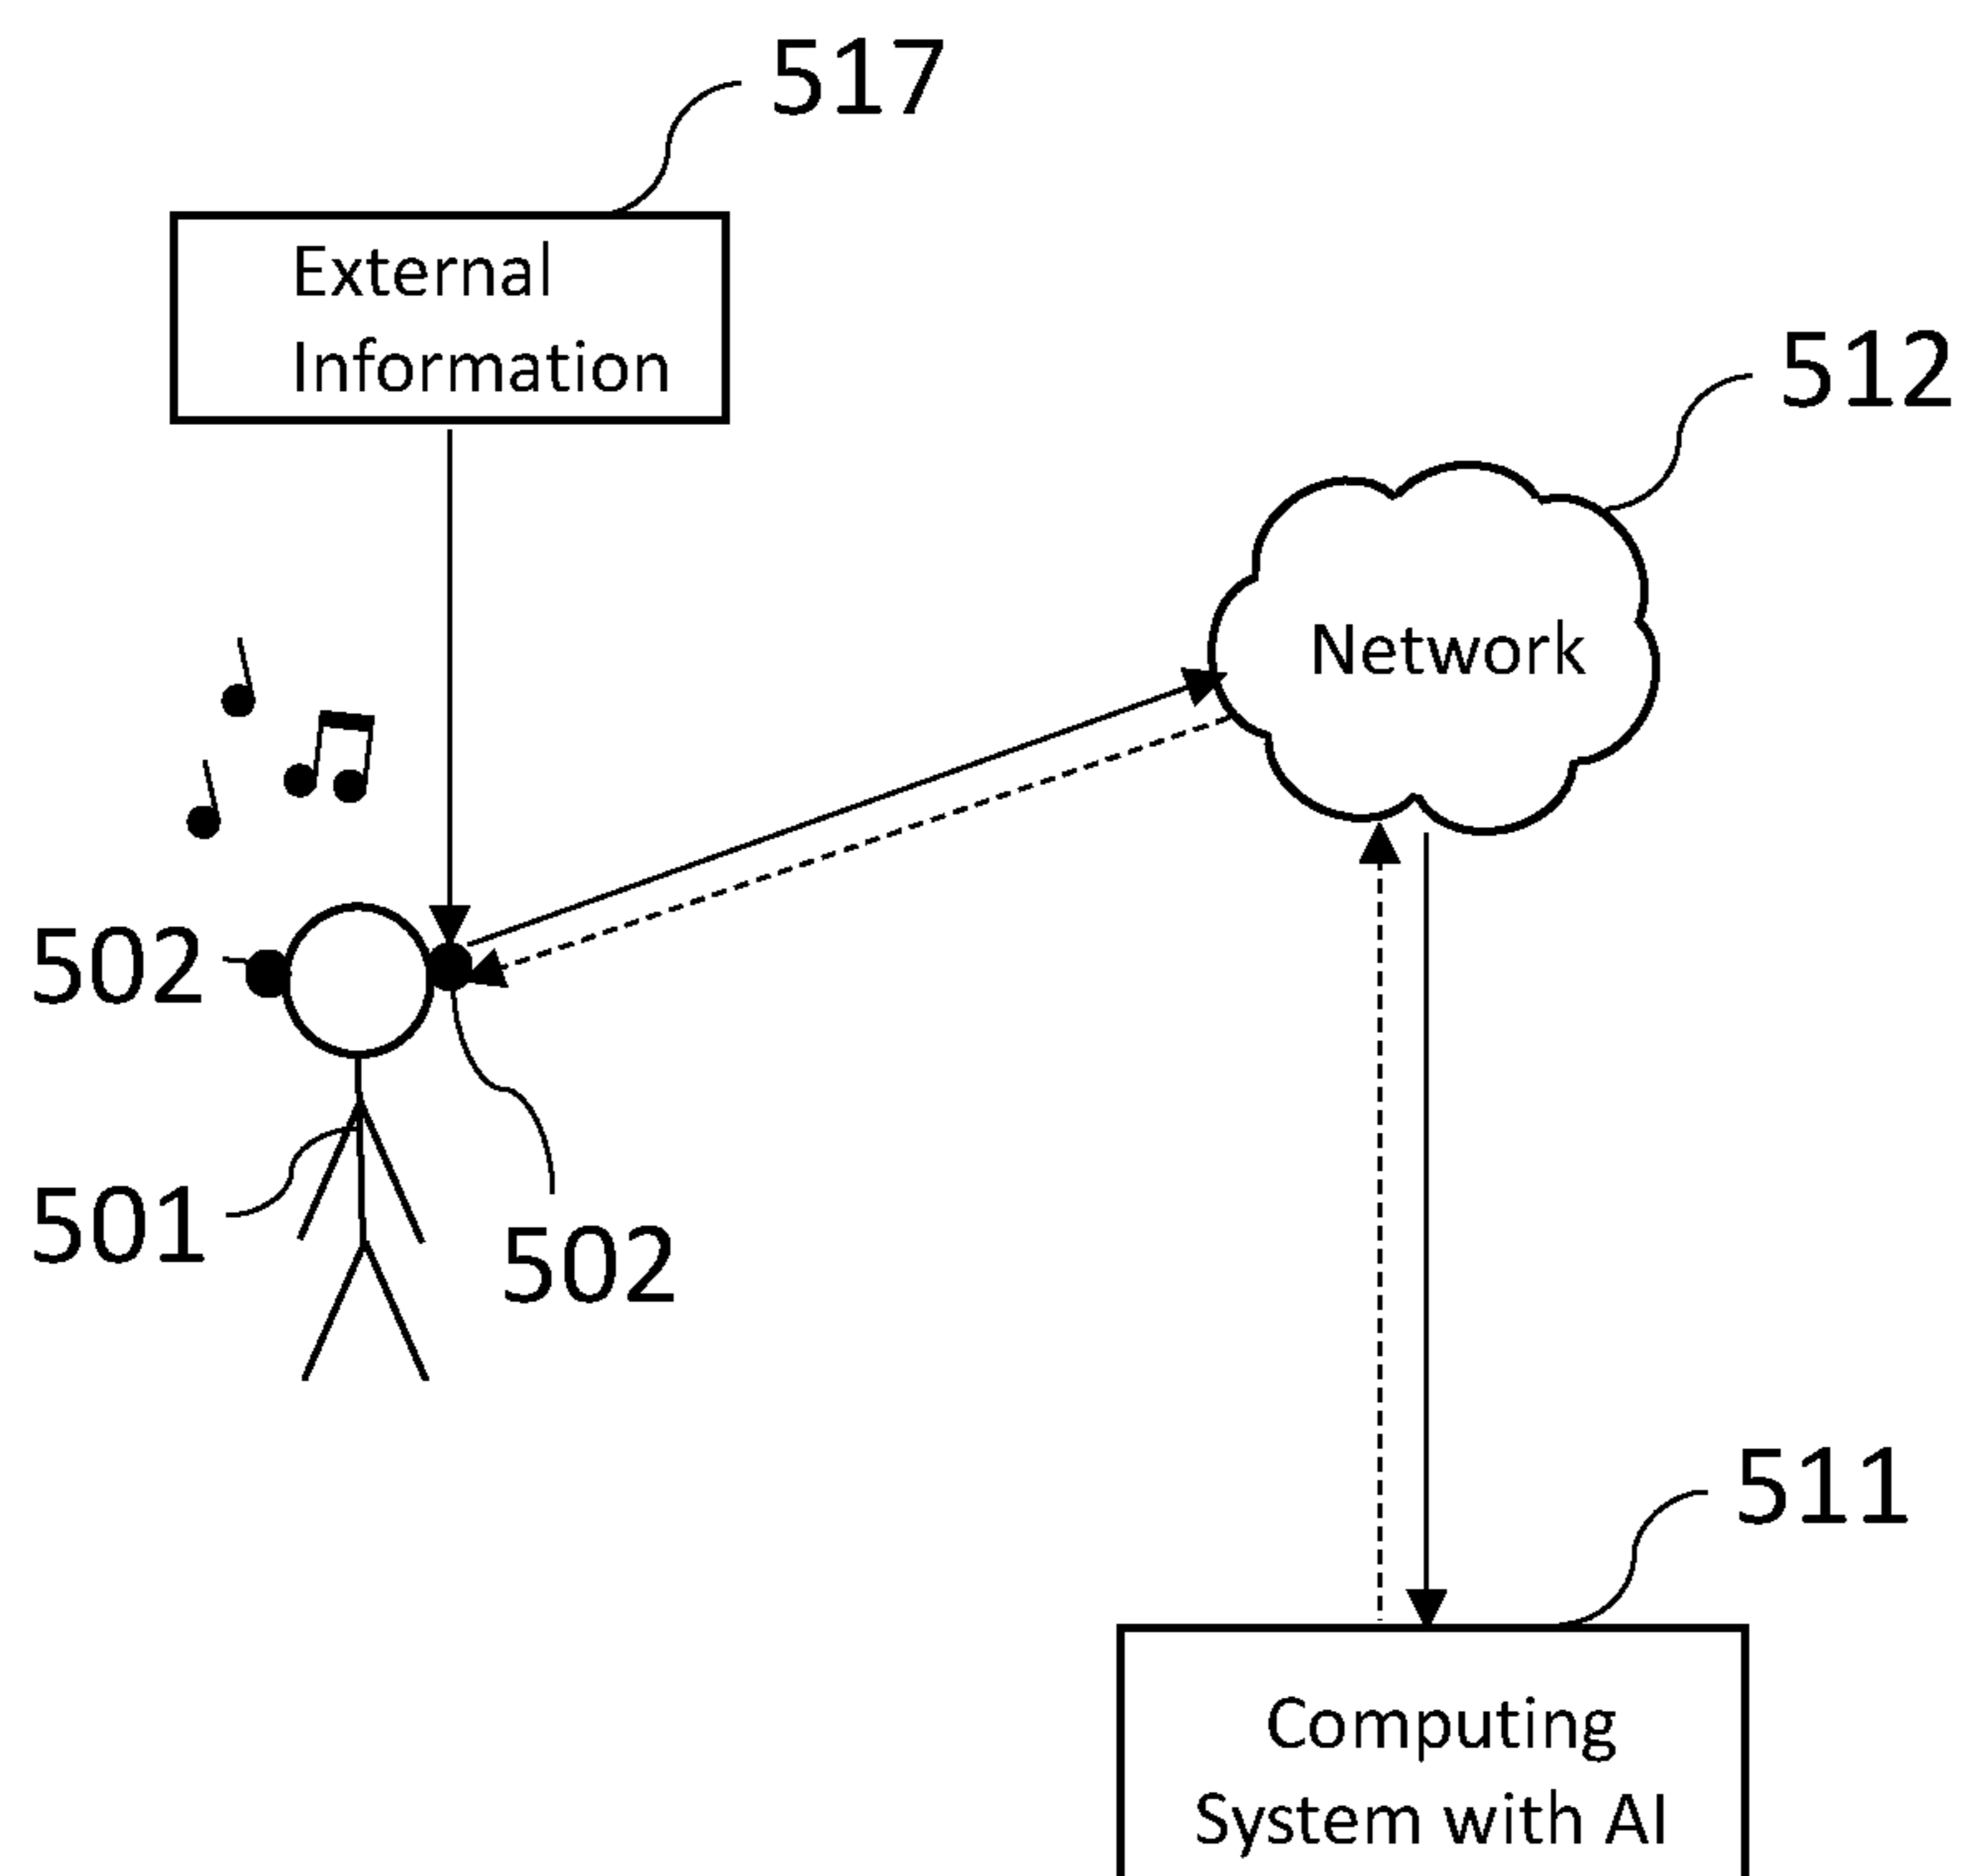 517
External
Information
512
Network
502
501
502
511
Computing
System with AI